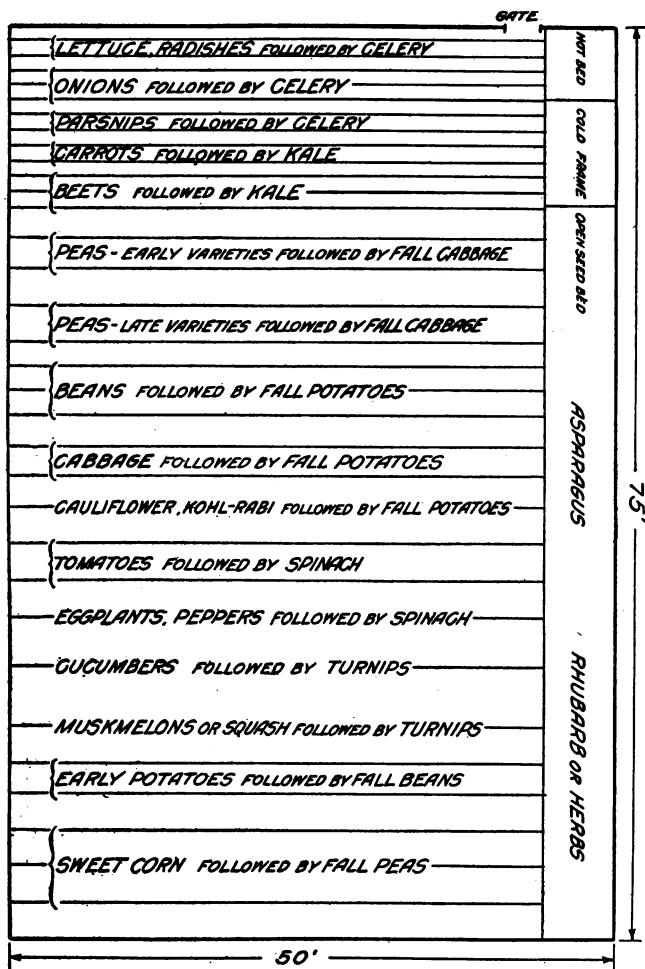 GATE
LETTUCE, RADISHES FOLLOWED BY CELERY
ONIONS FOLLOWED BY CELERY
PARSNIPS FOLLOWED BY CELERY
CARROTS FOLLOWED BY KALE
BEETS FOLLOWED BY KALE
PEAS - EARLY VARIETIES FOLLOWED BY FALL CABBAGE
PEAS - LATE VARIETIES FOLLOWED BY FALL CABBAGE
BEANS FOLLOWED BY FALL POTATOES
CABBAGE FOLLOWED BY FALL POTATOES
CAULIFLOWER, KOHL-RABI FOLLOWED BY FALL POTATOES
TOMATOES FOLLOWED BY SPINACH
EGGPLANTS, PEPPERS FOLLOWED BY SPINACH
CUCUMBERS FOLLOWED BY TURNIPS
MUSKMELONS OR SQUASH FOLLOWED BY TURNIPS
EARLY POTATOES FOLLOWED BY FALL BEANS
SWEET CORN FOLLOWED BY FALL PEAS
HOT BED
COLD FRAME
OPEN SEED BED
ASPARAGUS
RHUBARB OR HERBS
75'
50'